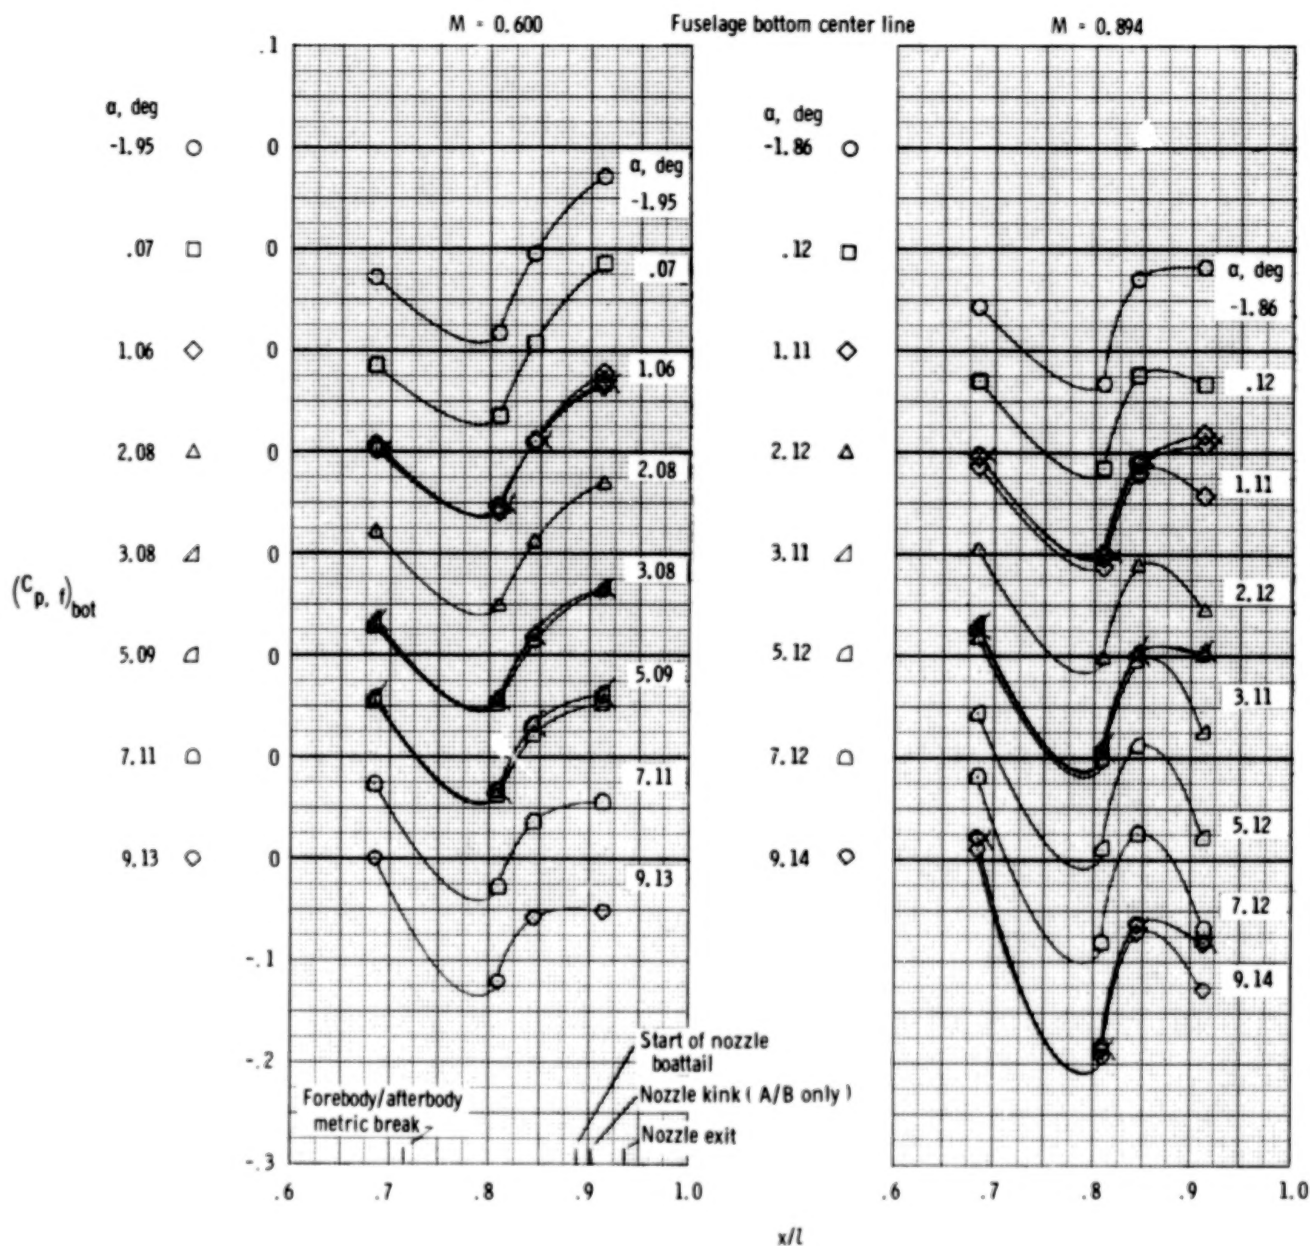 M = 0.600 Fuselage bottom center line M = 0.894
.1
α, deg
-1.95 0
.07 0
1.06 0
2.08 0
3.08 0
5.09 0
7.11 0
9.13 0
-.1
-.2
-.3
(Cp, f)bot
α, deg
-1.95
.07
1.06
2.08
3.08
5.09
7.11
9.13
Start of nozzle
boattail
Nozzle kink ( A/B only )
Nozzle exit
Forebody/afterbody
metric break
.6 .7 .8 .9 1.0
α, deg
-1.86
.12
1.11
2.12
3.11
5.12
7.12
9.14
α, deg
-1.86
.12
1.11
2.12
3.11
5.12
7.12
9.14
.6 .7 .8 .9 1.0
x/l